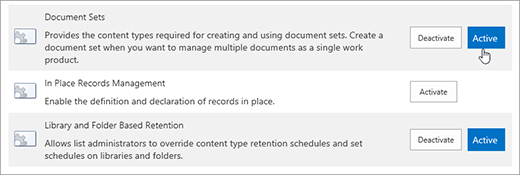 Document Sets
Provides the content types required for creating and using document sets. Create a
document set when you want to manage multiple documents as a single work
product.
Deactivate
Active
In Place Records Management
Enable the definition and declaration of records in place.
Activate
Library and Folder Based Retention
Allows list administrators to override content type retention schedules and set
schedules on libraries and folders.
Deactivate
Active